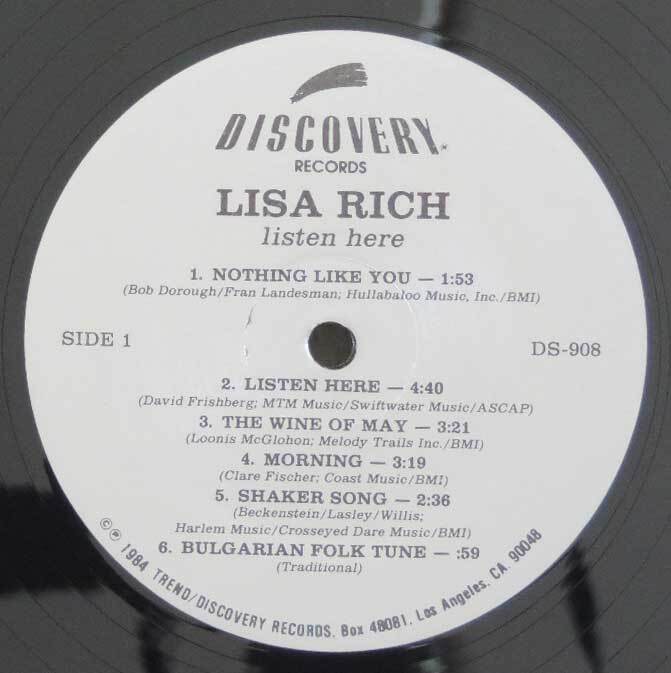 DISCOVERY
RECORDS
LISA RICH
listen here
1. NOTHING LIKE YOU — 1:53
(Bob Dorough/Fran Landesman; Hullabaloo Music, Inc./BMI)
SIDE 1
DS-908
2. LISTEN HERE — 4:40
(David Frishberg; MTM Music/Swiftwater Music/ASCAP)
3. THE WINE OF MAY — 3:21
(Loonis McGlohon; Melody Trails Inc./BMI)
4. MORNING — 3:19
(Clare Fischer; Coast Music/BMI)
5. SHAKER SONG — 2:36
(Beckenstein/Lasley/Willis;
Harlem Music/Crosseyed Dare Music/BMI)
6. BULGARIAN FOLK TUNE — :59
(Traditional)
©℗ 1984 TREND/DISCOVERY RECORDS. Box 48081. Los Angeles. CA. 90048